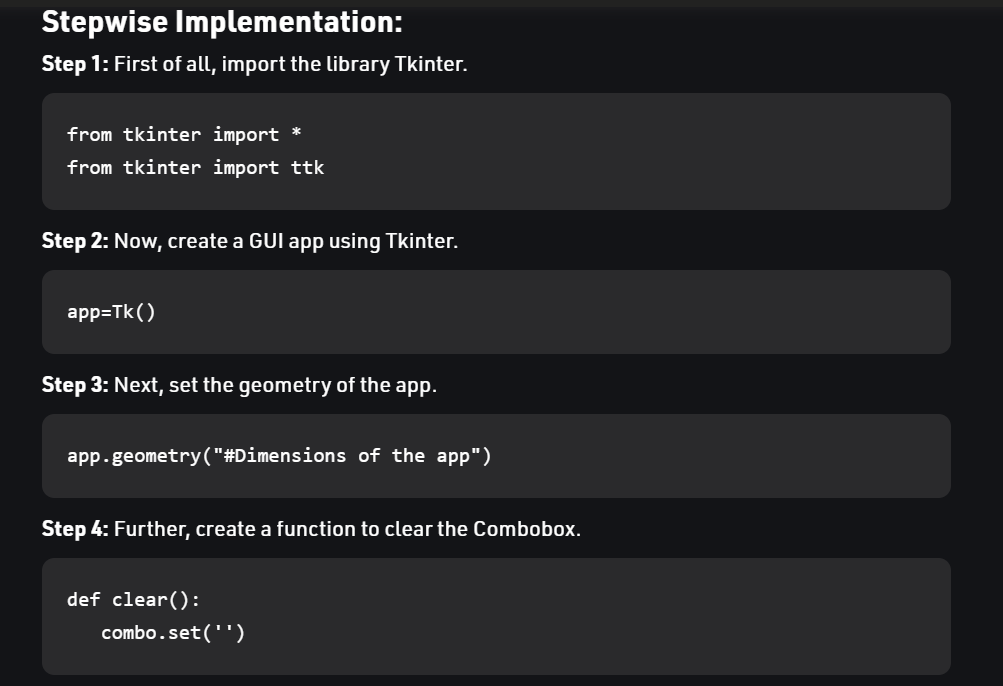 Stepwise Implementation:
Step 1: First of all, import the library Tkinter.
from tkinter import *
from tkinter import ttk
Step 2: Now, create a GUI app using Tkinter.
app=Tk()
Step 3: Next, set the geometry of the app.
app.geometry("#Dimensions of the app")
Step 4: Further, create a function to clear the Combobox.
def clear():
   combo.set('')